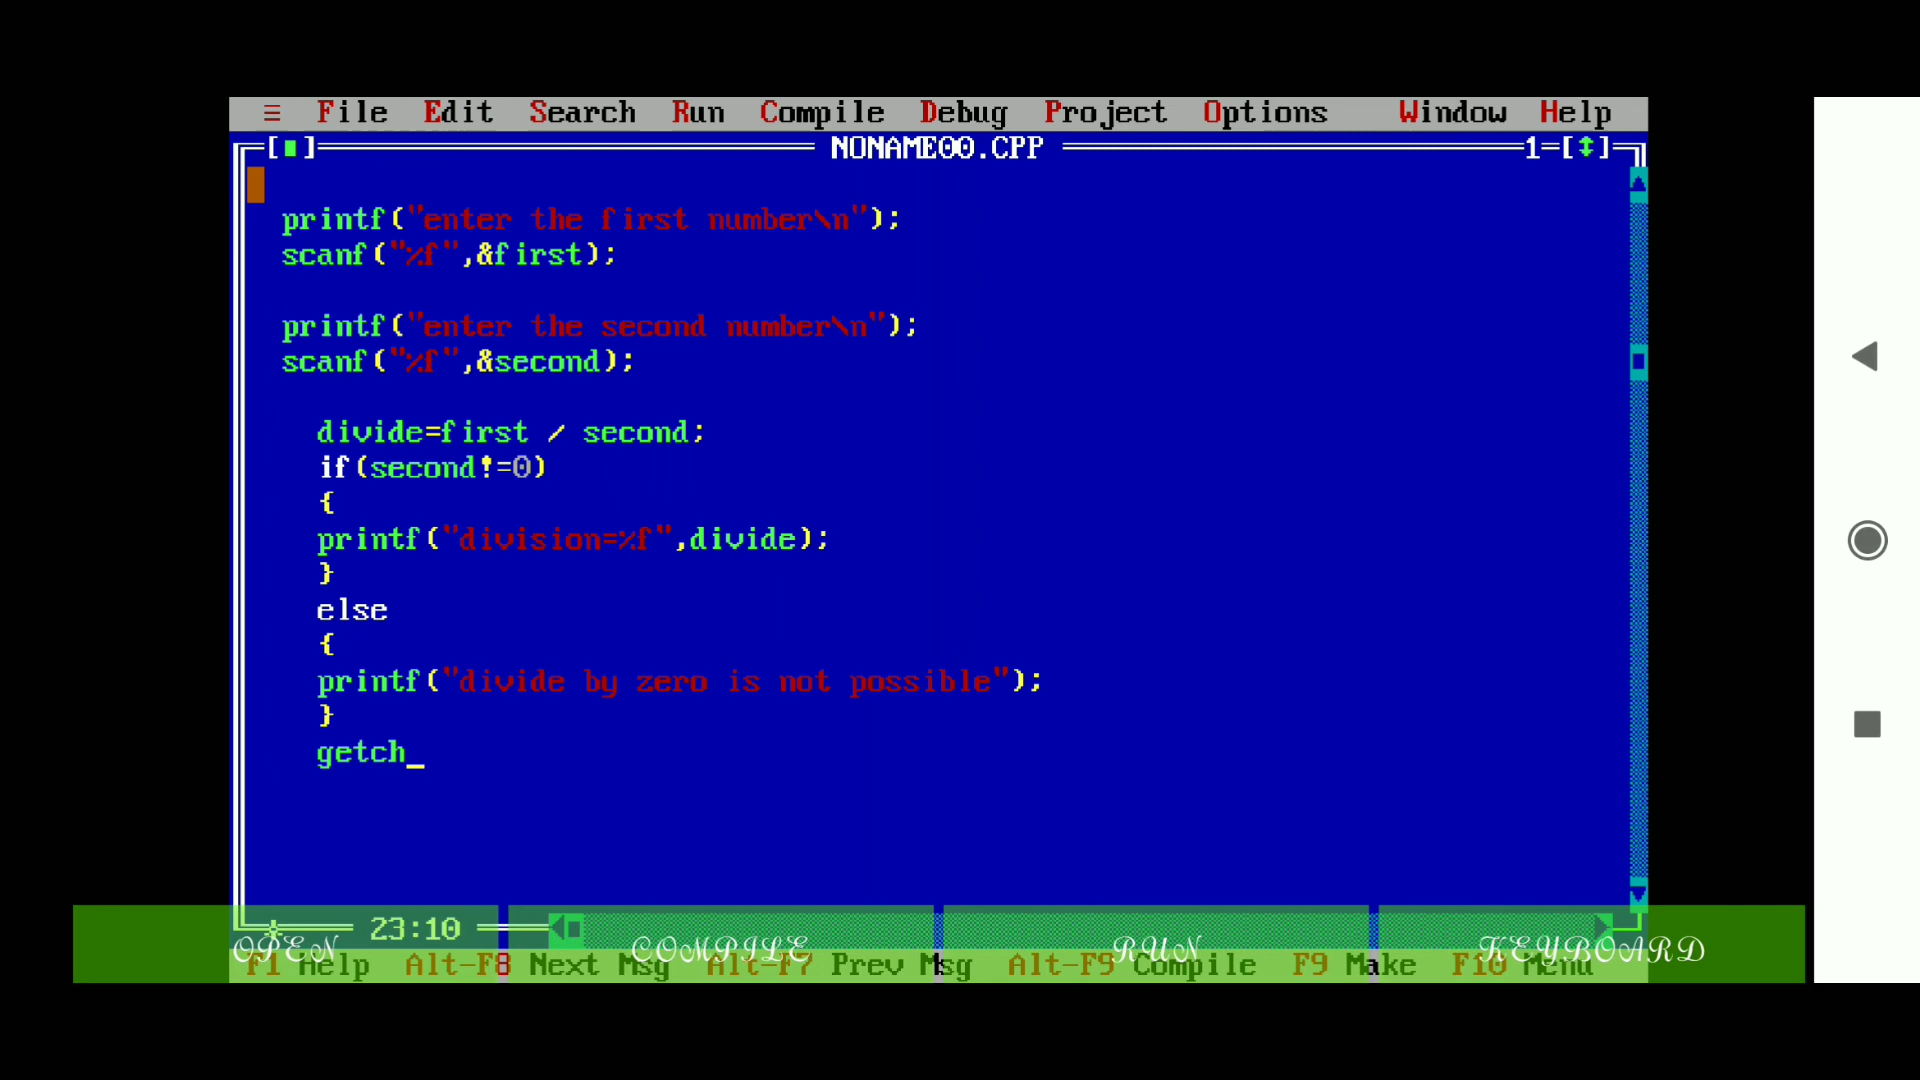 ≡ File Edit Search Run Compile Debug Project Options Window Help
[■] NONAME00.CPP 1=[↕]
printf("enter the first number\n");
scanf("%f",&first);
printf("enter the second number\n");
scanf("%f",&second);
divide=first / second;
if(second!=0)
{
printf("division=%f",divide);
}
else
{
printf("divide by zero is not possible");
}
getch_
23:10
OPEN COMPILE RUN KEYBOARD
F1 Help Alt-F8 Next Msg Alt-F7 Prev Msg Alt-F9 Compile F9 Make F10 Menu